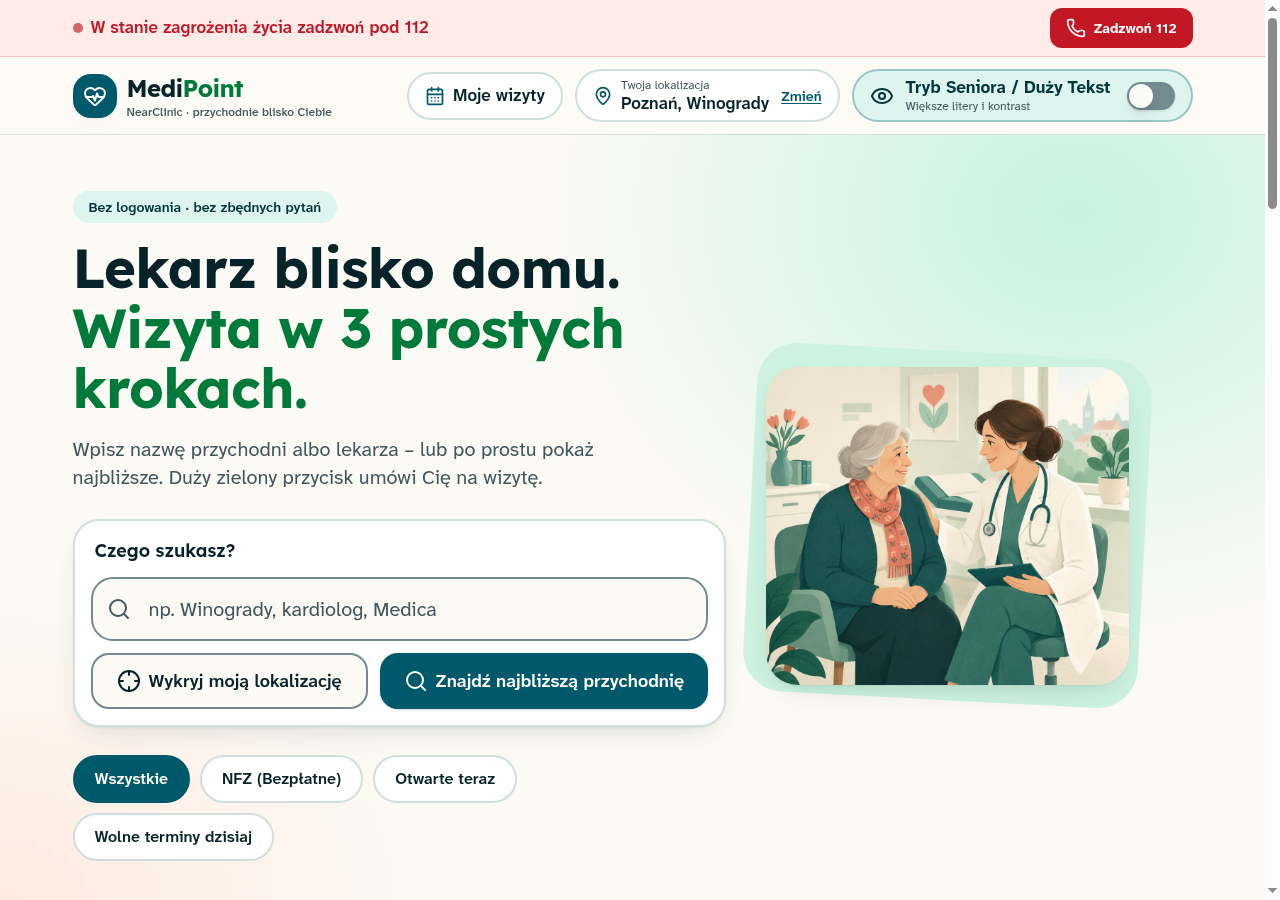 W stanie zagrożenia życia zadzwoń pod 112
Zadzwoń 112
MediPoint
NearClinic · przychodnie blisko Ciebie
Moje wizyty
Twoja lokalizacja
Poznań, Winogrady
Zmień
Tryb Seniora / Duży Tekst
Większe litery i kontrast
Bez logowania · bez zbędnych pytań
Lekarz blisko domu.
Wizyta w 3 prostych
krokach.
Wpisz nazwę przychodni albo lekarza – lub po prostu pokaż
najbliższe. Duży zielony przycisk umówi Cię na wizytę.
Czego szukasz?
np. Winogrady, kardiolog, Medica
Wykryj moją lokalizację
Znajdź najbliższą przychodnię
Wszystkie
NFZ (Bezpłatne)
Otwarte teraz
Wolne terminy dzisiaj